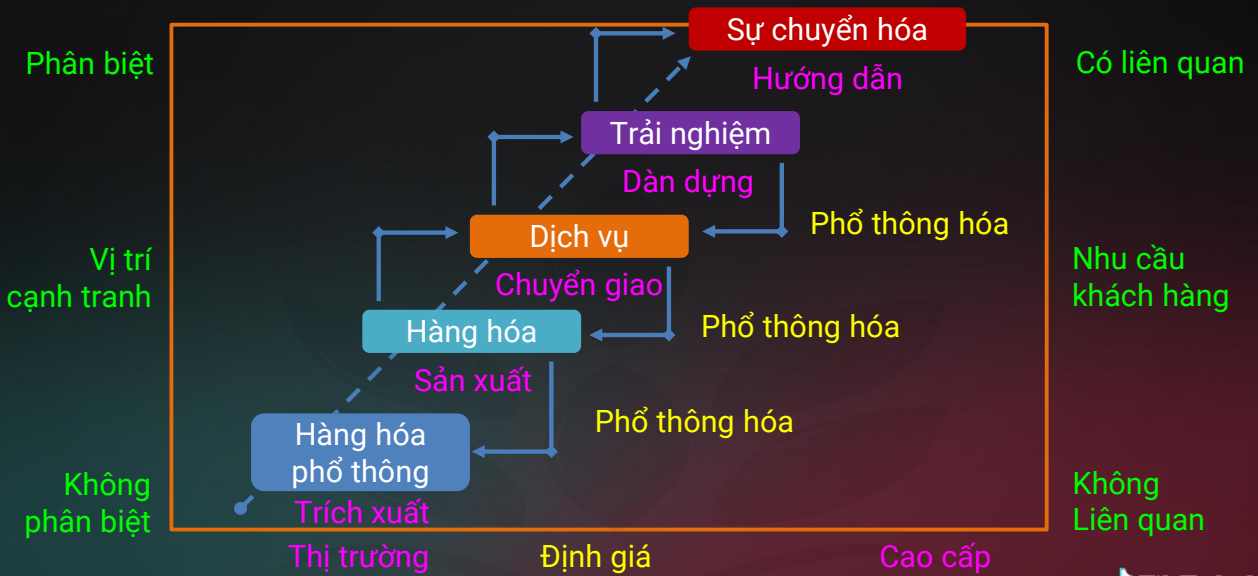 Sự chuyển hóa
Phân biệt
Hướng dẫn
Có liên quan
Trải nghiệm
Dàn dựng
Phổ thông hóa
Dịch vụ
Vị trí
cạnh tranh
Chuyển giao
Nhu cầu
khách hàng
Hàng hóa
Phổ thông hóa
Sản xuất
Phổ thông hóa
Hàng hóa
phổ thông
Không
phân biệt
Trích xuất
Không
Liên quan
Thị trường
Định giá
Cao cấp